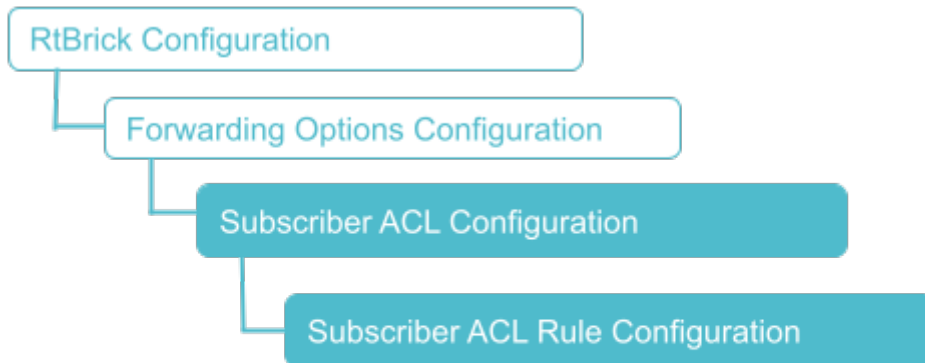 RtBrick Configuration
Forwarding Options Configuration
Subscriber ACL Configuration
Subscriber ACL Rule Configuration